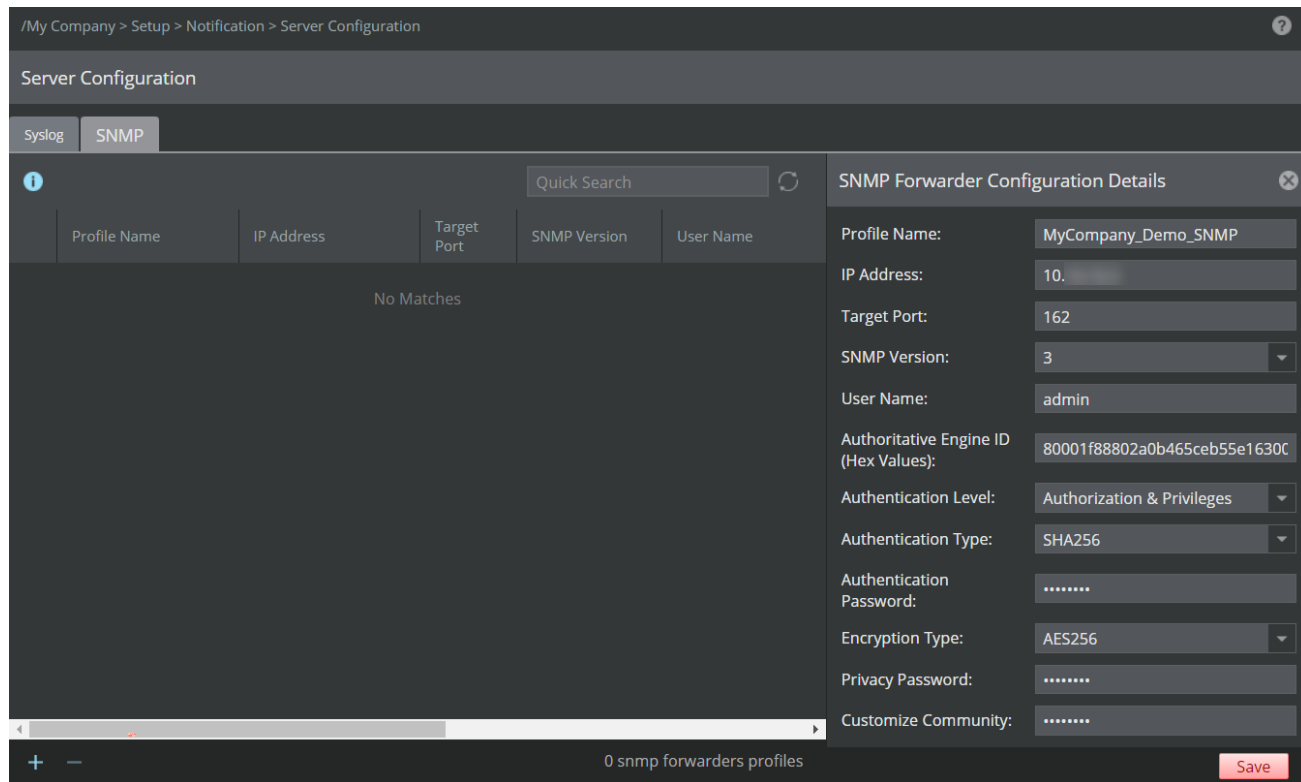 /My Company > Setup > Notification > Server Configuration
Server Configuration
Syslog SNMP
Quick Search
Profile Name IP Address Target Port SNMP Version User Name
No Matches
0 snmp forwarders profiles
SNMP Forwarder Configuration Details
Profile Name: MyCompany_Demo_SNMP
IP Address: 10.
Target Port: 162
SNMP Version: 3
User Name: admin
Authoritative Engine ID
(Hex Values): 80001f88802a0b465ceb55e16300
Authentication Level: Authorization & Privileges
Authentication Type: SHA256
Authentication
Password: ••••••••
Encryption Type: AES256
Privacy Password: ••••••••
Customize Community: ••••••••
Save